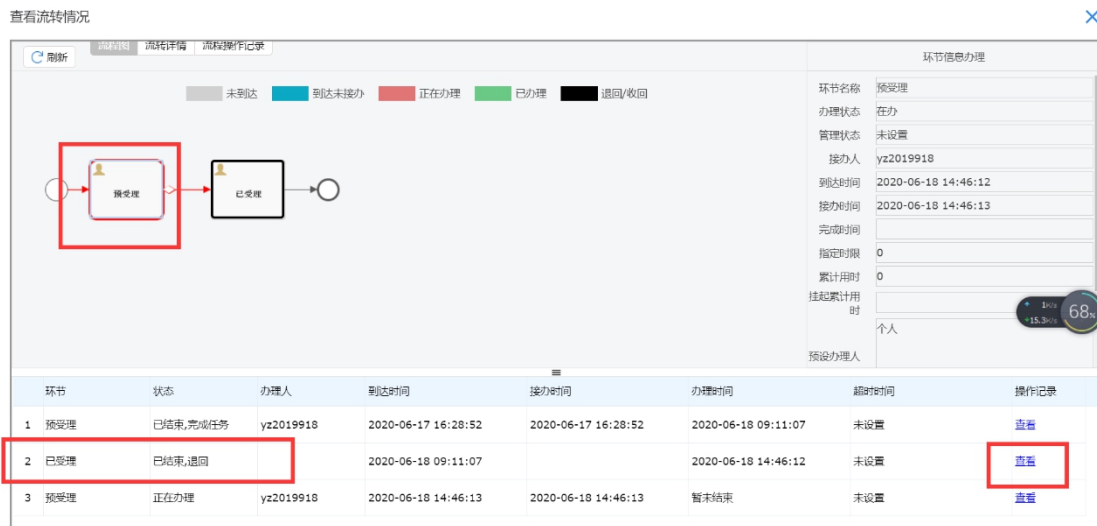 查看流转情况
刷新
流程图 流转详情 流程操作记录
未到达 到达未接办 正在办理 已办理 退回/收回
预受理 已受理
环节信息办理
环节名称 预受理
办理状态 在办
管理状态 未设置
接办人 yz2019918
到达时间 2020-06-18 14:46:12
接办时间 2020-06-18 14:46:13
完成时间
指定时限 0
累计用时 0
挂起累计用
时
个人
预设办理人
1K/s
+15.3K/s
68%
环节 状态 办理人 到达时间 接办时间 办理时间 超时时间 操作记录
1 预受理 已结束,完成任务 yz2019918 2020-06-17 16:28:52 2020-06-17 16:28:52 2020-06-18 09:11:07 未设置 查看
2 已受理 已结束,退回 2020-06-18 09:11:07 2020-06-18 14:46:12 未设置 查看
3 预受理 正在办理 yz2019918 2020-06-18 14:46:13 2020-06-18 14:46:13 暂未结束 未设置 查看